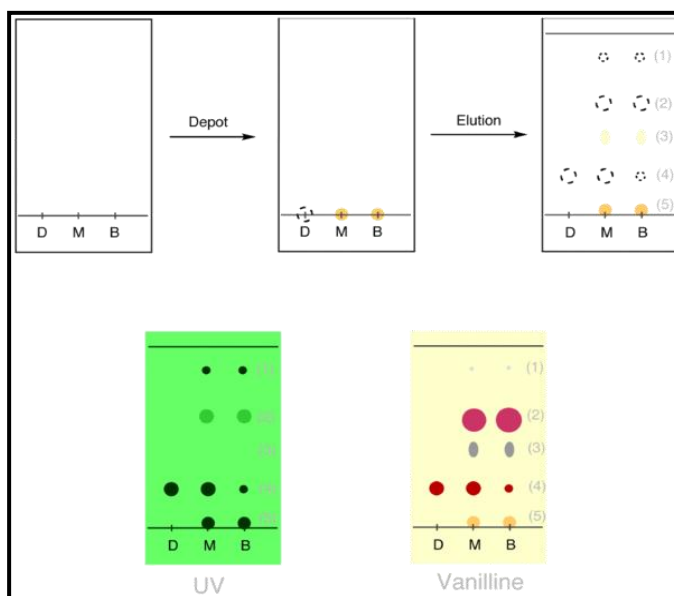 Depot
Elution
D M B
D M B
D M B
(1)
(2)
(3)
(4)
(5)
(1)
(2)
(3)
(4)
(5)
D M B
UV
(1)
(2)
(3)
(4)
(5)
D M B
Vanilline